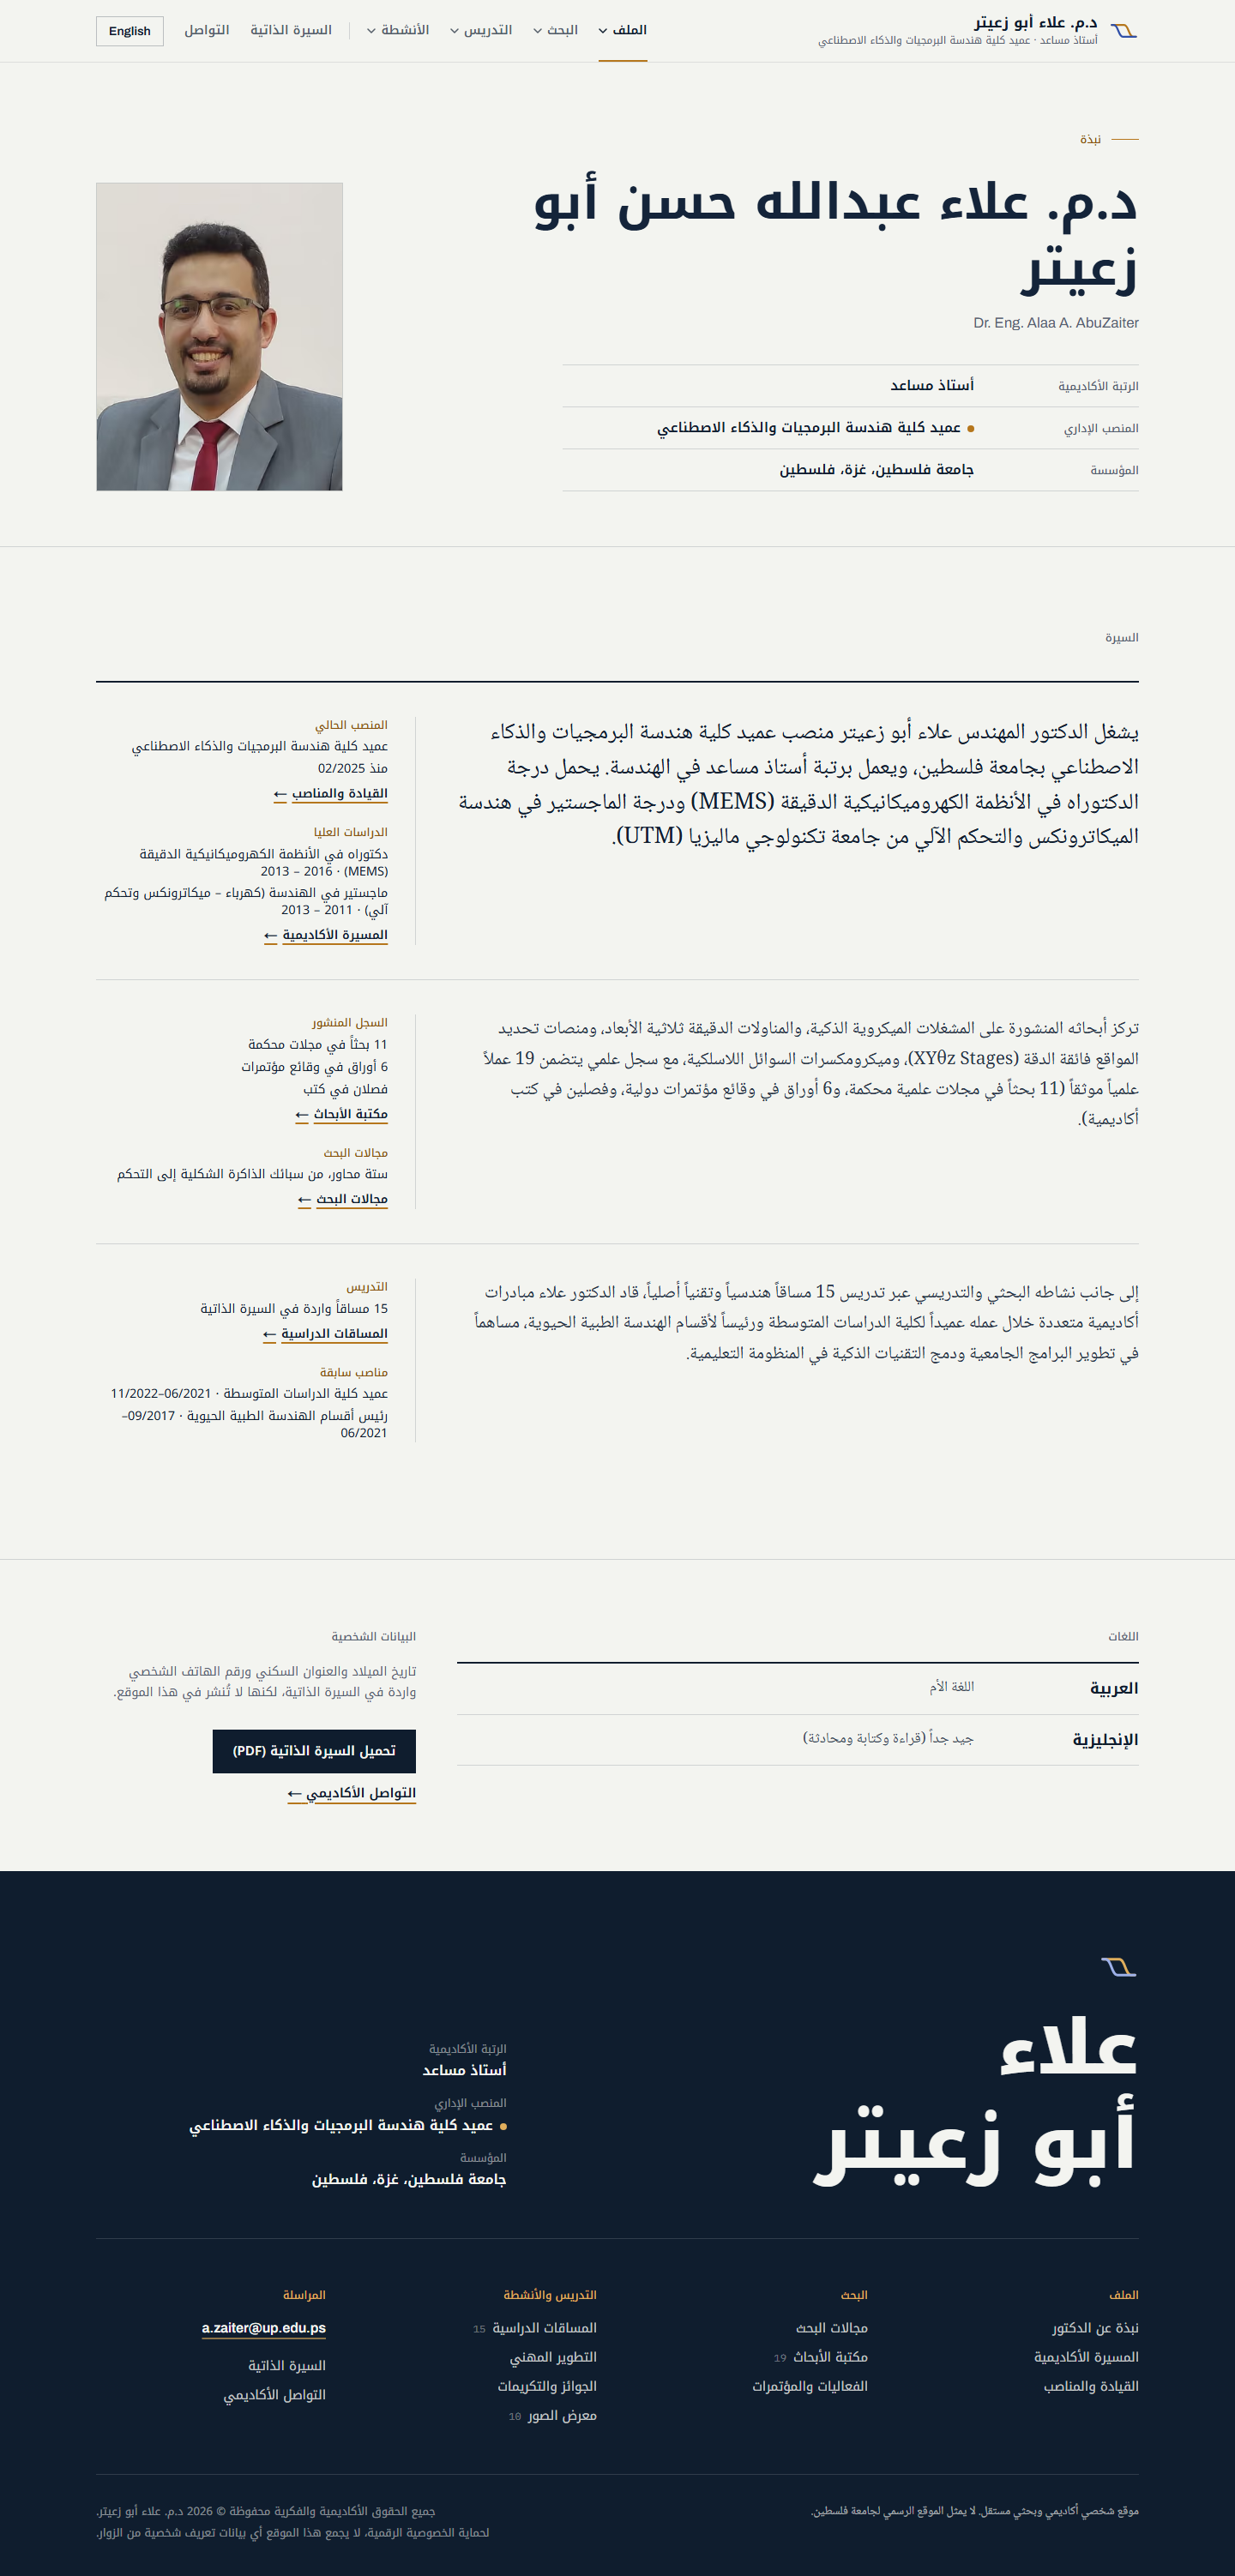 د.م. علاء أبو زعيتر
أستاذ مساعد · عميد كلية هندسة البرمجيات والذكاء الاصطناعي
الملف
البحث
التدريس
الأنشطة
السيرة الذاتية
التواصل
English
نبذة
د.م. علاء عبدالله حسن أبو
زعيتر
Dr. Eng. Alaa A. AbuZaiter
الرتبة الأكاديمية
أستاذ مساعد
المنصب الإداري
عميد كلية هندسة البرمجيات والذكاء الاصطناعي
المؤسسة
جامعة فلسطين، غزة، فلسطين
السيرة
يشغل الدكتور المهندس علاء أبو زعيتر منصب عميد كلية هندسة البرمجيات والذكاء
الاصطناعي بجامعة فلسطين، ويعمل برتبة أستاذ مساعد في الهندسة. يحمل درجة
الدكتوراه في الأنظمة الكهروميكانيكية الدقيقة (MEMS) ودرجة الماجستير في هندسة
الميكاترونكس والتحكم الآلي من جامعة تكنولوجي ماليزيا (UTM).
المنصب الحالي
عميد كلية هندسة البرمجيات والذكاء الاصطناعي
منذ 02/2025
القيادة والمناصب ←
الدراسات العليا
دكتوراه في الأنظمة الكهروميكانيكية الدقيقة
(MEMS) · 2013 – 2016
ماجستير في الهندسة (كهرباء – ميكاترونكس وتحكم
آلي) · 2011 – 2013
المسيرة الأكاديمية ←
تركز أبحاثه المنشورة على المشغلات الميكروية الذكية، والمناولات الدقيقة ثلاثية الأبعاد، ومنصات تحديد
المواقع فائقة الدقة (XYθz Stages)، وميكرومكسرات السوائل اللاسلكية، مع سجل علمي يتضمن 19 عملاً
علمياً موثقاً (11 بحثاً في مجلات علمية محكمة، و6 أوراق في وقائع مؤتمرات دولية، وفصلين في كتب
أكاديمية).
السجل المنشور
11 بحثاً في مجلات محكمة
6 أوراق في وقائع مؤتمرات
فصلان في كتب
مكتبة الأبحاث ←
مجالات البحث
ستة محاور، من سبائك الذاكرة الشكلية إلى التحكم
مجالات البحث ←
إلى جانب نشاطه البحثي والتدريسي عبر تدريس 15 مساقاً هندسياً وتقنياً أصلياً، قاد الدكتور علاء مبادرات
أكاديمية متعددة خلال عمله عميداً لكلية الدراسات المتوسطة ورئيساً لأقسام الهندسة الطبية الحيوية، مساهماً
في تطوير البرامج الجامعية ودمج التقنيات الذكية في المنظومة التعليمية.
التدريس
15 مساقاً واردة في السيرة الذاتية
المساقات الدراسية ←
مناصب سابقة
عميد كلية الدراسات المتوسطة · 06/2021–11/2022
رئيس أقسام الهندسة الطبية الحيوية · 09/2017–
06/2021
اللغات
العربية
اللغة الأم
الإنجليزية
جيد جداً (قراءة وكتابة ومحادثة)
البيانات الشخصية
تاريخ الميلاد والعنوان السكني ورقم الهاتف الشخصي
واردة في السيرة الذاتية، لكنها لا تُنشر في هذا الموقع.
تحميل السيرة الذاتية (PDF)
التواصل الأكاديمي ←
علاء
أبو زعيتر
الرتبة الأكاديمية
أستاذ مساعد
المنصب الإداري
عميد كلية هندسة البرمجيات والذكاء الاصطناعي
المؤسسة
جامعة فلسطين، غزة، فلسطين
الملف
نبذة عن الدكتور
المسيرة الأكاديمية
القيادة والمناصب
البحث
مجالات البحث
مكتبة الأبحاث 19
الفعاليات والمؤتمرات
التدريس والأنشطة
المساقات الدراسية 15
التطوير المهني
الجوائز والتكريمات
معرض الصور 10
المراسلة
a.zaiter@up.edu.ps
السيرة الذاتية
التواصل الأكاديمي
موقع شخصي أكاديمي وبحثي مستقل. لا يمثل الموقع الرسمي لجامعة فلسطين.
جميع الحقوق الأكاديمية والفكرية محفوظة © 2026 د.م. علاء أبو زعيتر.
لحماية الخصوصية الرقمية، لا يجمع هذا الموقع أي بيانات تعريف شخصية من الزوار.